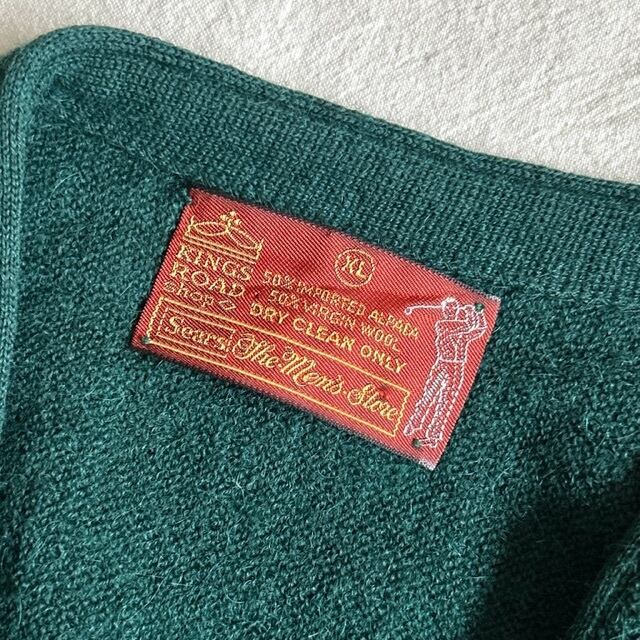 KINGS
ROAD
SHOP
XL
50% IMPORTED ALPACA
50% VIRGIN WOOL
DRY CLEAN ONLY
Sears The Men's Store